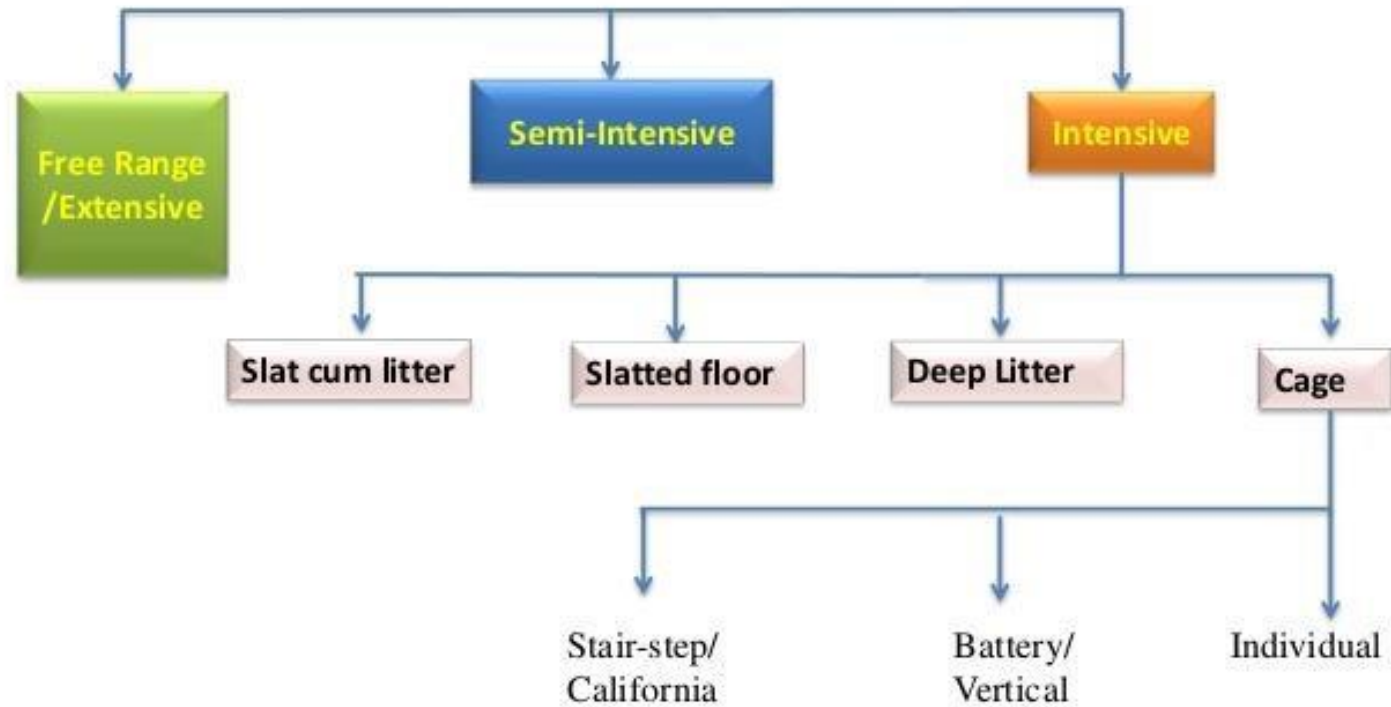 Free Range
/Extensive
Semi-Intensive
Intensive
Slat cum litter
Slatted floor
Deep Litter
Cage
Stair-step/
California
Battery/
Vertical
Individual